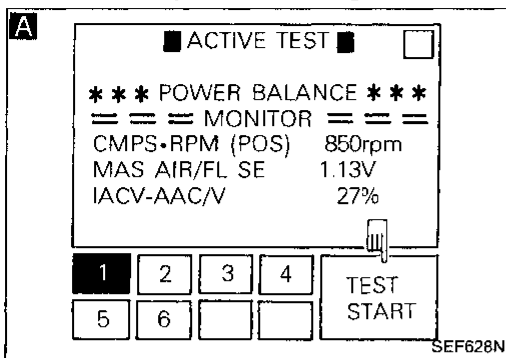 A
■ ACTIVE TEST ■
*** POWER BALANCE ***
=== MONITOR ===
CMPS•RPM (POS) 850rpm
MAS AIR/FL SE 1.13V
IACV-AAC/V 27%
1 2 3 4
TEST START
5 6
SEF628N